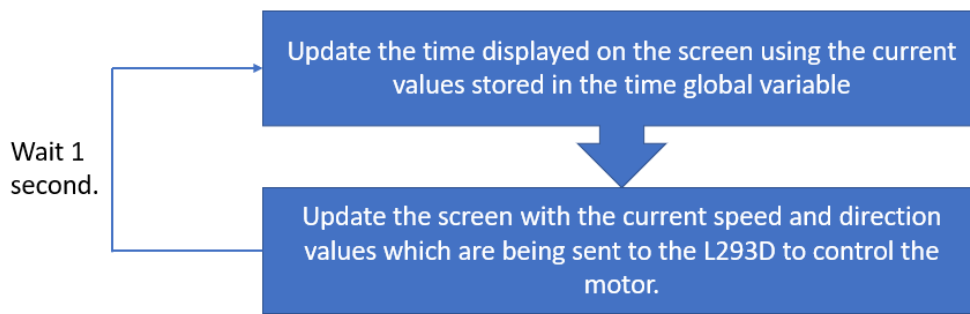 Update the time displayed on the screen using the current
values stored in the time global variable
Wait 1
second.
Update the screen with the current speed and direction
values which are being sent to the L293D to control the
motor.